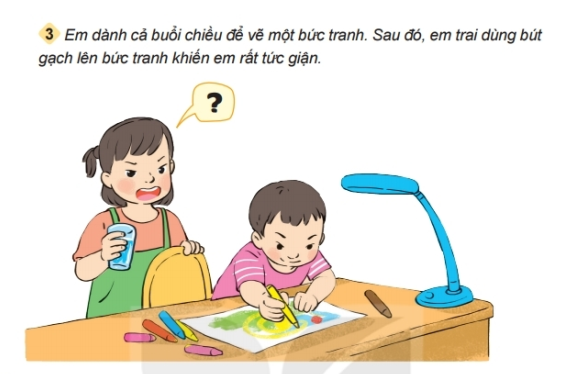 3 Em dành cả buổi chiều để vẽ một bức tranh. Sau đó, em trai dùng bút
gạch lên bức tranh khiến em rất tức giận.
?